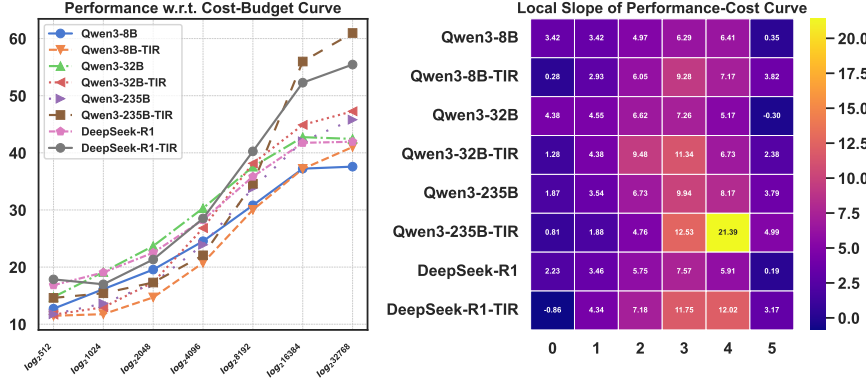 Performance w.r.t. Cost-Budget Curve
60
50
40
30
20
10
Qwen3-8B
Qwen3-8B-TIR
Qwen3-32B
Qwen3-32B-TIR
Qwen3-235B
Qwen3-235B-TIR
DeepSeek-R1
DeepSeek-R1-TIR
log₂512
log₂1024
log₂2048
log₂4096
log₂8192
log₂16384
log₂32768
Local Slope of Performance-Cost Curve
Qwen3-8B 3.42 3.42 4.97 6.29 6.41 0.35
Qwen3-8B-TIR 0.28 2.93 6.05 9.28 7.17 3.82
Qwen3-32B 4.38 4.55 6.62 7.26 5.17 -0.30
Qwen3-32B-TIR 1.28 4.38 9.48 11.34 6.73 2.38
Qwen3-235B 1.87 3.54 6.73 9.94 8.17 3.79
Qwen3-235B-TIR 0.81 1.88 4.76 12.53 21.39 4.99
DeepSeek-R1 2.23 3.46 5.75 7.57 5.91 0.19
DeepSeek-R1-TIR -0.86 4.34 7.18 11.75 12.02 3.17
0 1 2 3 4 5
20.0
17.5
15.0
12.5
10.0
7.5
5.0
2.5
0.0